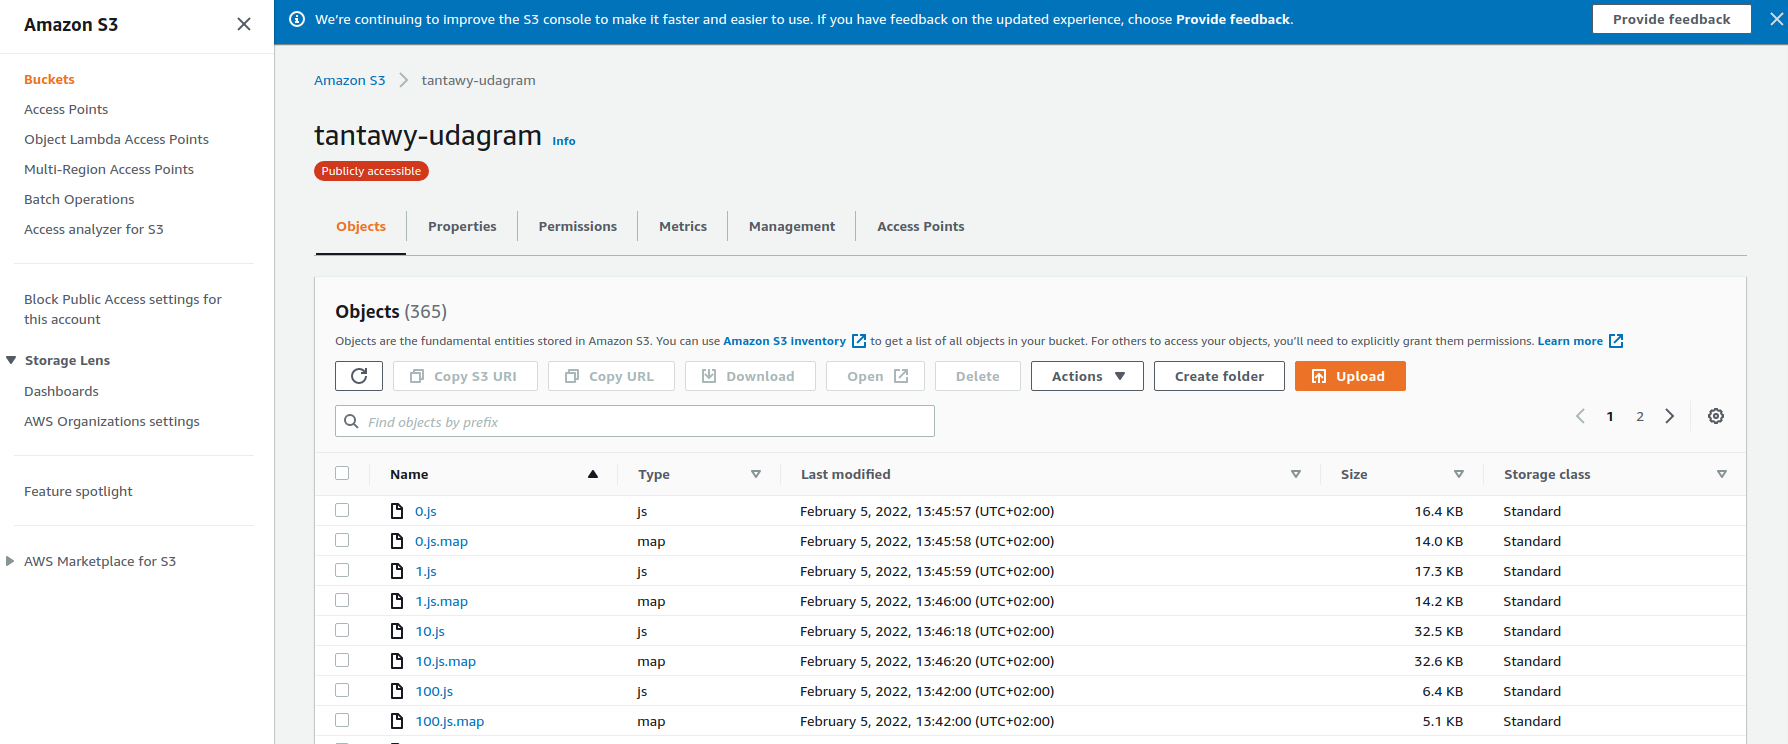 Amazon S3
We're continuing to improve the S3 console to make it faster and easier to use. If you have feedback on the updated experience, choose Provide feedback.
Provide feedback
Buckets
Access Points
Object Lambda Access Points
Multi-Region Access Points
Batch Operations
Access analyzer for S3
Block Public Access settings for
this account
Storage Lens
Dashboards
AWS Organizations settings
Feature spotlight
AWS Marketplace for S3
Amazon S3 tantawy-udagram
tantawy-udagram Info
Publicly accessible
Objects Properties Permissions Metrics Management Access Points
Objects (365)
Objects are the fundamental entities stored in Amazon S3. You can use Amazon S3 inventory to get a list of all objects in your bucket. For others to access your objects, you'll need to explicitly grant them permissions. Learn more
Copy S3 URI Copy URL Download Open Delete Actions Create folder Upload
Find objects by prefix
1 2
Name Type Last modified Size Storage class
0.js js February 5, 2022, 13:45:57 (UTC+02:00) 16.4 KB Standard
0.js.map map February 5, 2022, 13:45:58 (UTC+02:00) 14.0 KB Standard
1.js js February 5, 2022, 13:45:59 (UTC+02:00) 17.3 KB Standard
1.js.map map February 5, 2022, 13:46:00 (UTC+02:00) 14.2 KB Standard
10.js js February 5, 2022, 13:46:18 (UTC+02:00) 32.5 KB Standard
10.js.map map February 5, 2022, 13:46:20 (UTC+02:00) 32.6 KB Standard
100.js js February 5, 2022, 13:42:00 (UTC+02:00) 6.4 KB Standard
100.js.map map February 5, 2022, 13:42:00 (UTC+02:00) 5.1 KB Standard